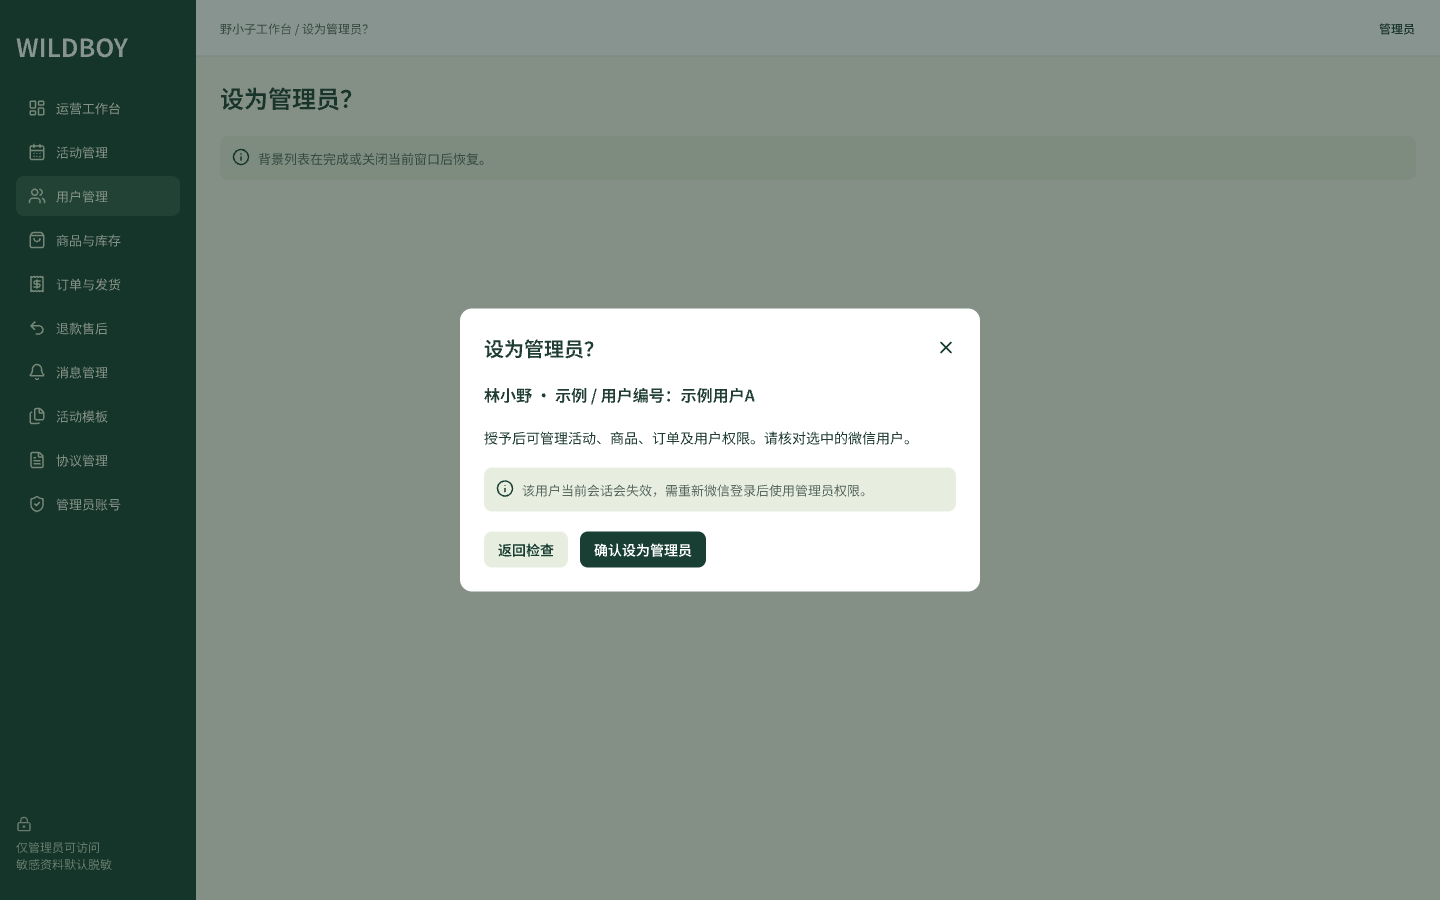 WILDBOY
运营工作台
活动管理
用户管理
商品与库存
订单与发货
退款售后
消息管理
活动模板
协议管理
管理员账号
仅管理员可访问
敏感资料默认脱敏
野小子工作台 / 设为管理员？
管理员
设为管理员？
背景列表在完成或关闭当前窗口后恢复。
设为管理员？
林小野 · 示例 / 用户编号：示例用户A
授予后可管理活动、商品、订单及用户权限。请核对选中的微信用户。
该用户当前会话会失效，需重新微信登录后使用管理员权限。
返回检查
确认设为管理员